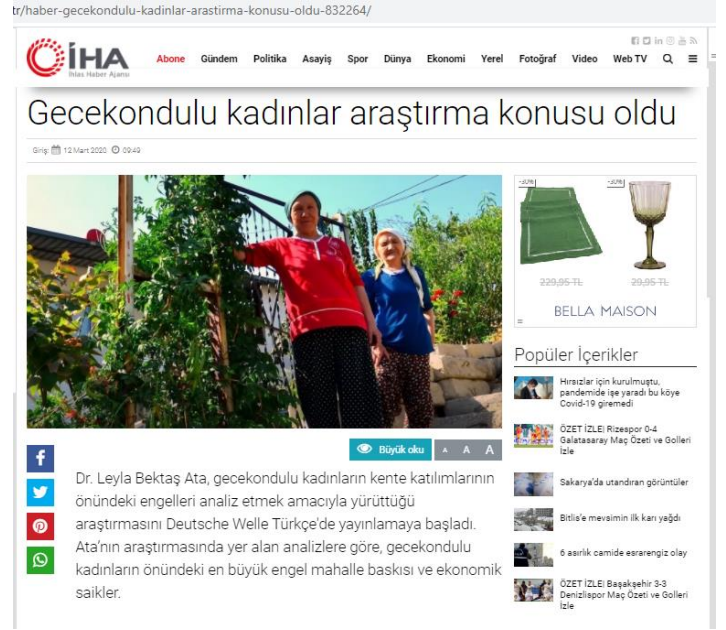 tr/haber-gecekondulu-kadinlar-arastirma-konusu-oldu-832264/
İHA
İhlas Haber Ajansı
Abone Gündem Politika Asayiş Spor Dünya Ekonomi Yerel Fotoğraf Video Web TV
Gecekondulu kadınlar araştırma konusu oldu
Giriş: 12 Mart 2020 09:49
-30% -30%
229,95 TL 29,95 TL
BELLA MAISON
Büyük oku A A A
Dr. Leyla Bektaş Ata, gecekondulu kadınların kente katılımlarının
önündeki engelleri analiz etmek amacıyla yürüttüğü
araştırmasını Deutsche Welle Türkçe'de yayınlamaya başladı.
Ata’nın araştırmasında yer alan analizlere göre, gecekondulu
kadınların önündeki en büyük engel mahalle baskısı ve ekonomik
saikler.
Popüler İçerikler
Hırsızlar için kurulmuştu,
pandemide işe yaradı bu köye
Covid-19 giremedi
ÖZET İZLE| Rizespor 0-4
Galatasaray Maç Özeti ve Golleri
İzle
Sakarya'da utandıran görüntüler
Bitlis'e mevsimin ilk karı yağdı
6 asırlık camide esrarengiz olay
ÖZET İZLE| Başakşehir 3-3
Denizlispor Maç Özeti ve Golleri
İzle